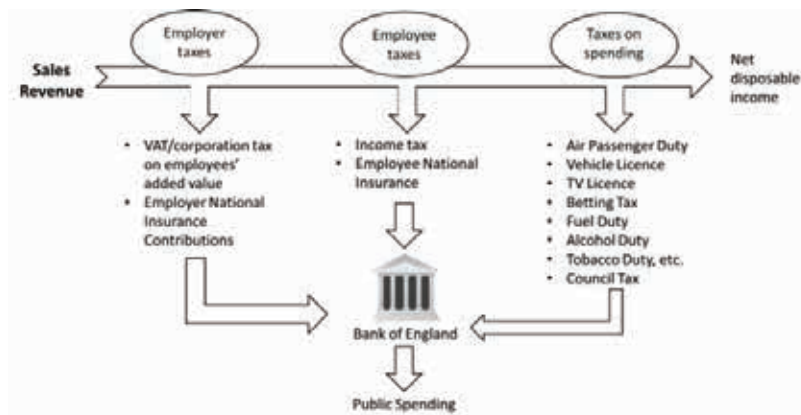 Employer
taxes
Employee
taxes
Taxes on
spending
Sales
Revenue
Net
disposable
income
• VAT/corporation tax
on employees'
added value
• Employer National
Insurance
Contributions
• Income tax
• Employee National
Insurance
• Air Passenger Duty
• Vehicle Licence
• TV Licence
• Betting Tax
• Fuel Duty
• Alcohol Duty
• Tobacco Duty, etc.
• Council Tax
Bank of England
Public Spending